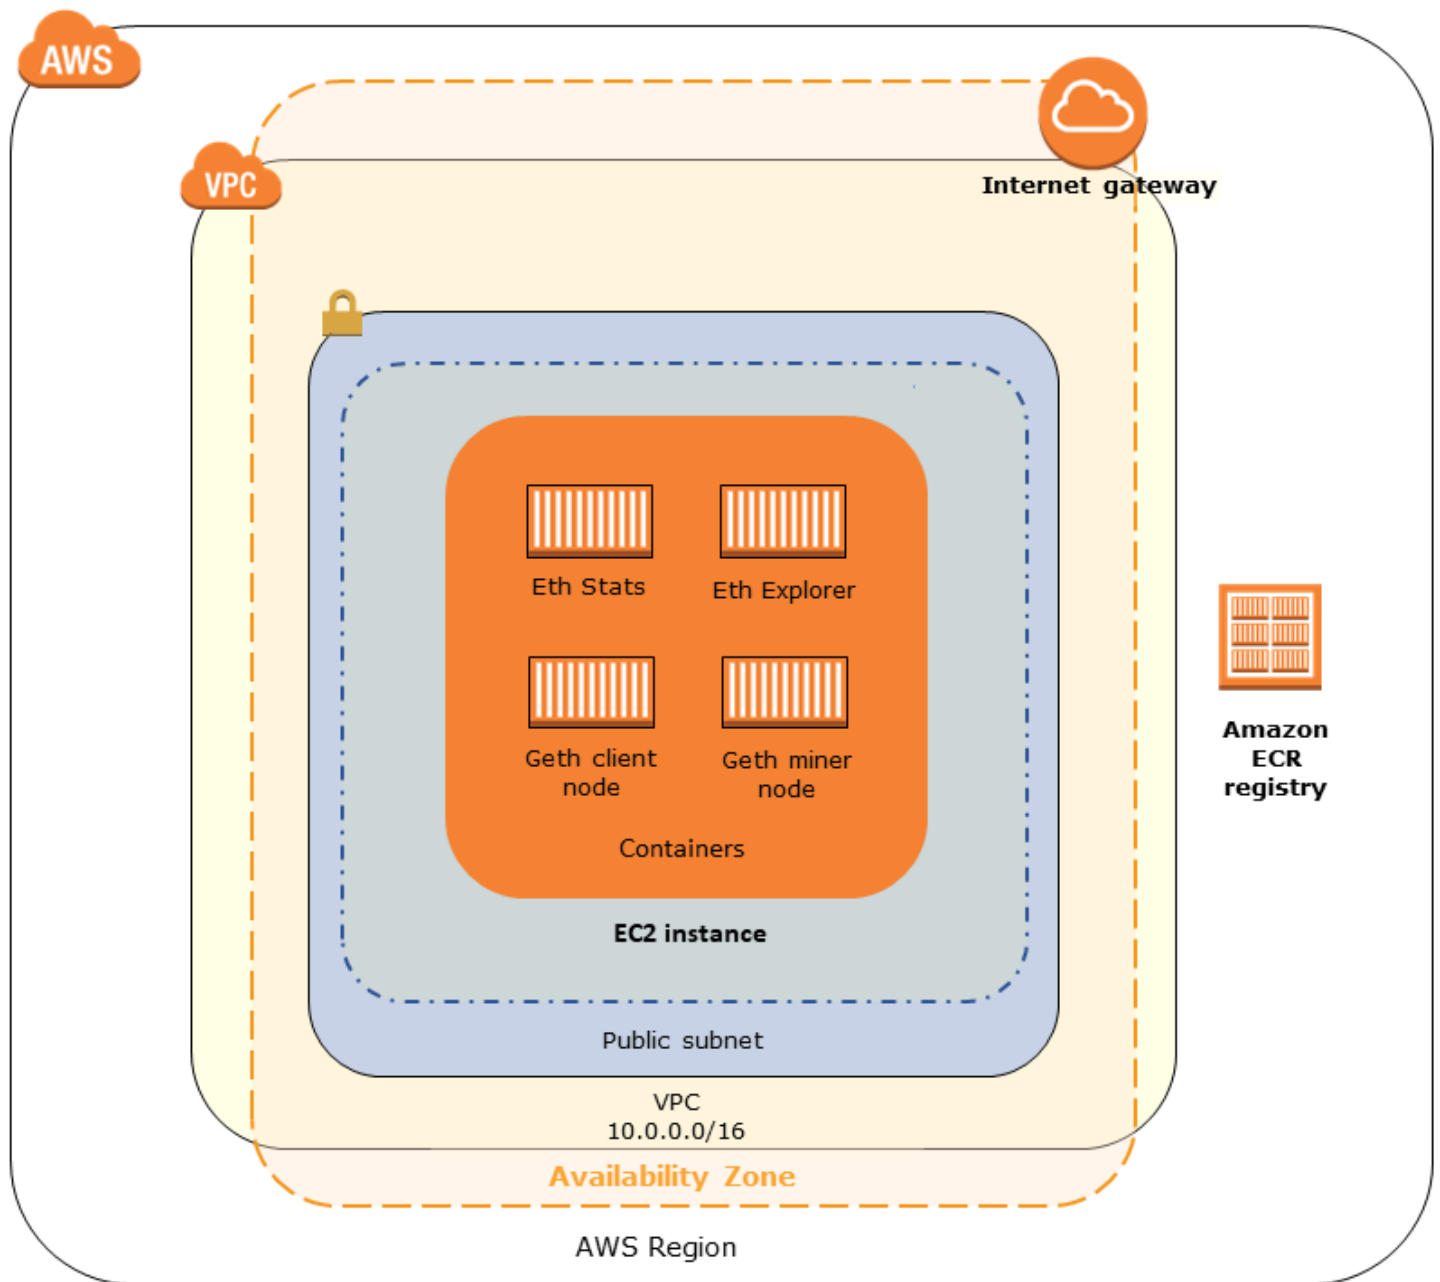 AWS
VPC
Internet gateway
Eth Stats
Eth Explorer
Geth client
node
Geth miner
node
Containers
EC2 instance
Public subnet
VPC
10.0.0.0/16
Availability Zone
AWS Region
Amazon
ECR
registry